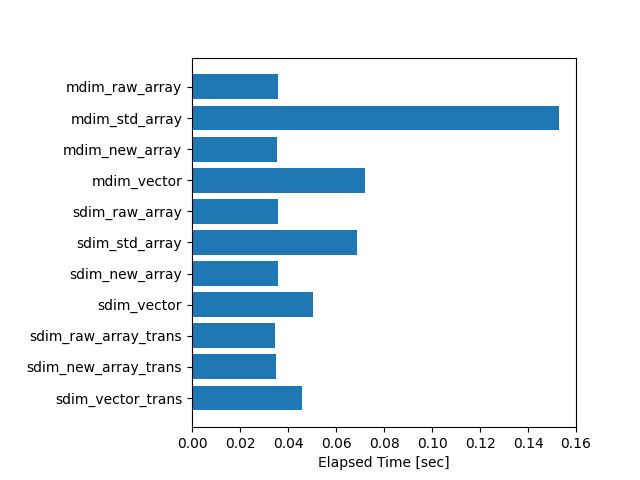 mdim_raw_array
mdim_std_array
mdim_new_array
mdim_vector
sdim_raw_array
sdim_std_array
sdim_new_array
sdim_vector
sdim_raw_array_trans
sdim_new_array_trans
sdim_vector_trans
0.00 0.02 0.04 0.06 0.08 0.10 0.12 0.14 0.16
Elapsed Time [sec]